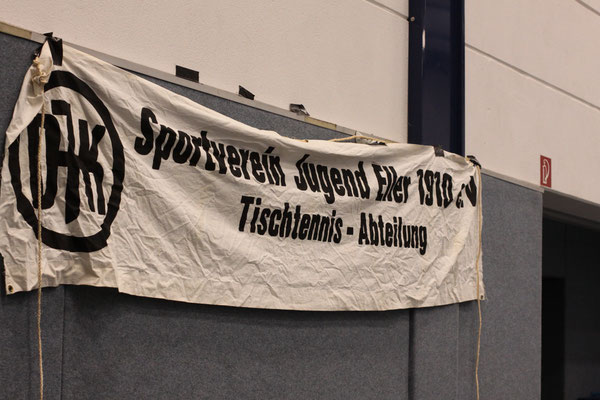 DJK
Sportverein Jugend Eller 1910 e.V
Tischtennis - Abteilung